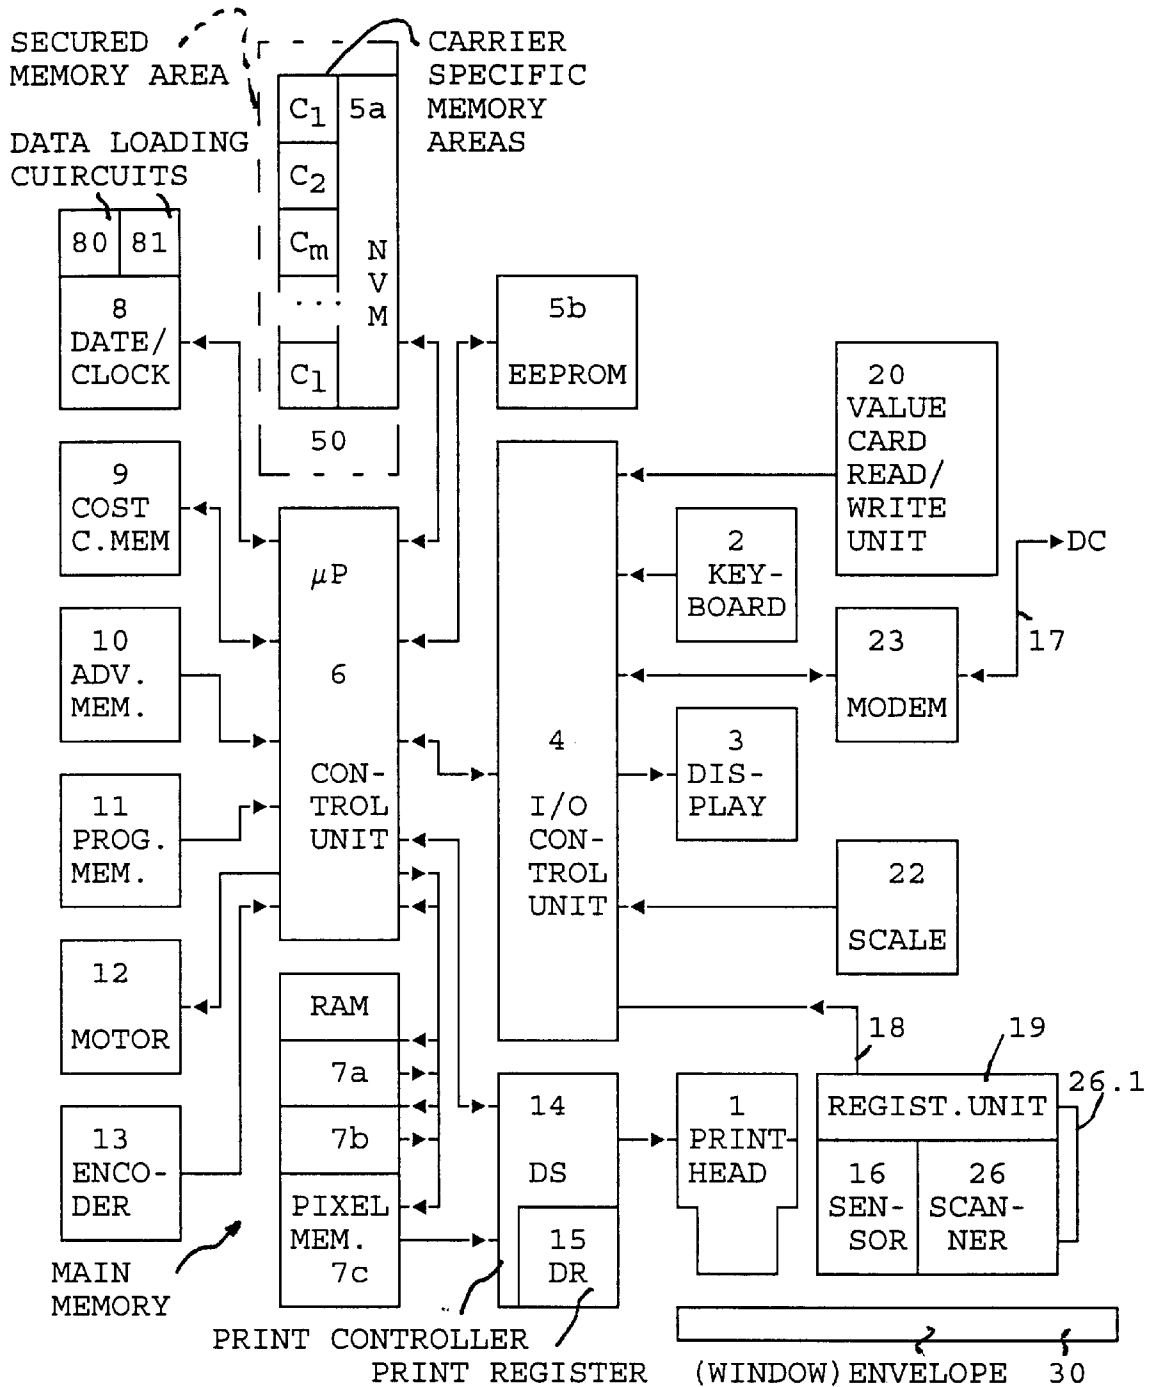 SECURED
MEMORY AREA
CARRIER
SPECIFIC
MEMORY
AREAS
DATA LOADING
CUIRCUITS
80
81
8
DATE/
CLOCK
C1
C2
Cm
...
Cl
5a
N
V
M
50
5b
EEPROM
20
VALUE
CARD
READ/
WRITE
UNIT
9
COST
C.MEM
µP
6
CON-
TROL
UNIT
2
KEY-
BOARD
DC
17
10
ADV.
MEM.
23
MODEM
4
I/O
CON-
TROL
UNIT
3
DIS-
PLAY
11
PROG.
MEM.
22
SCALE
12
MOTOR
RAM
7a
7b
PIXEL
MEM.
7c
18
19
26.1
13
ENCO-
DER
14
DS
15
DR
1
PRINT
HEAD
REGIST.UNIT
16
SEN-
SOR
26
SCAN-
NER
MAIN
MEMORY
PRINT CONTROLLER
PRINT REGISTER
(WINDOW)ENVELOPE 30